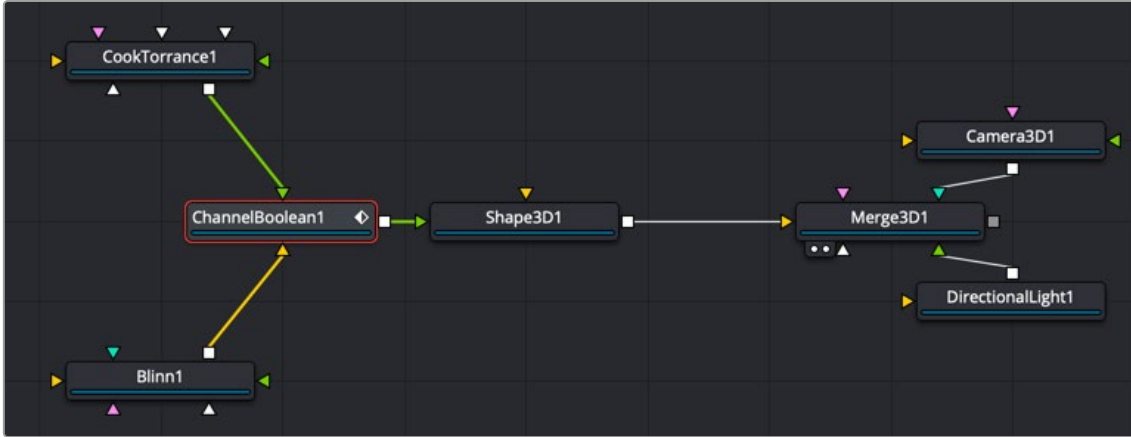 CookTorrance1
Camera3D1
ChannelBoolean1
Shape3D1
Merge3D1
DirectionalLight1
Blinn1